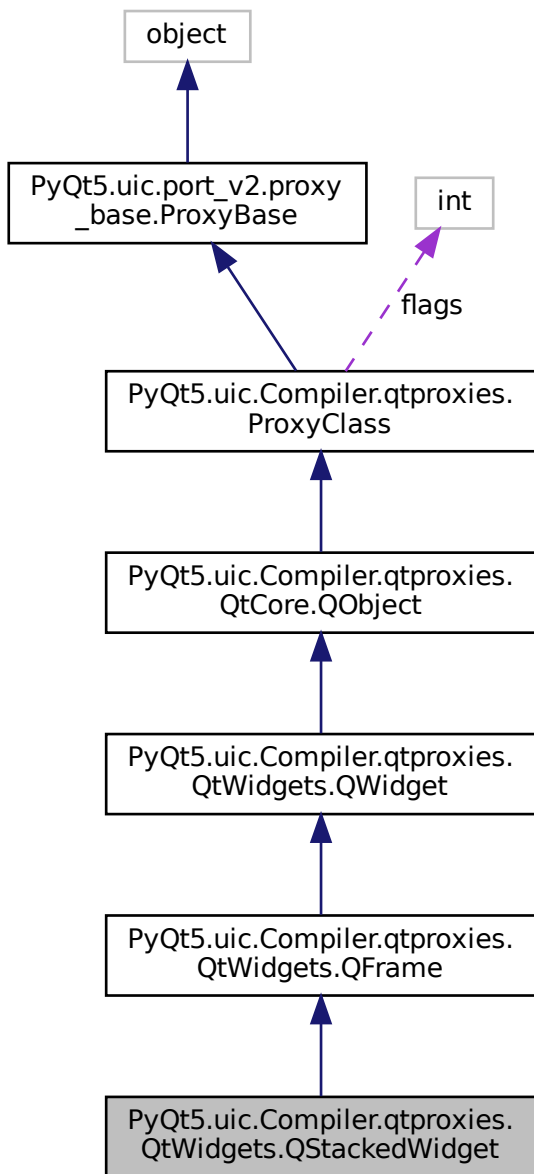 object
PyQt5.uic.port_v2.proxy
_base.ProxyBase
int
flags
PyQt5.uic.Compiler.qtproxies.
ProxyClass
PyQt5.uic.Compiler.qtproxies.
QtCore.QObject
PyQt5.uic.Compiler.qtproxies.
QtWidgets.QWidget
PyQt5.uic.Compiler.qtproxies.
QtWidgets.QFrame
PyQt5.uic.Compiler.qtproxies.
QtWidgets.QStackedWidget